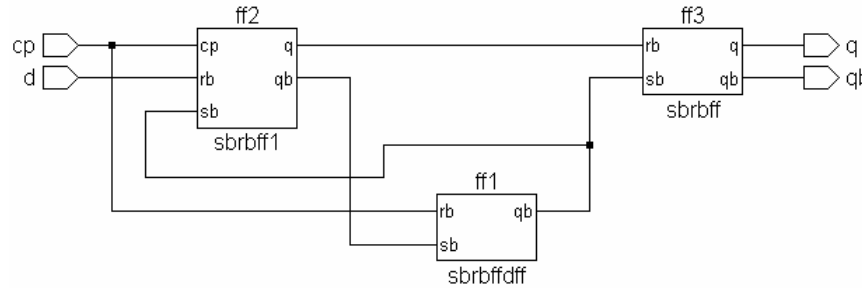 ff2
ff3
cp
cp
q
rb
q
q
d
rb
qb
sb
qb
qb
sb
sbrbff
sbrbff1
ff1
rb
qb
sb
sbrbffdff